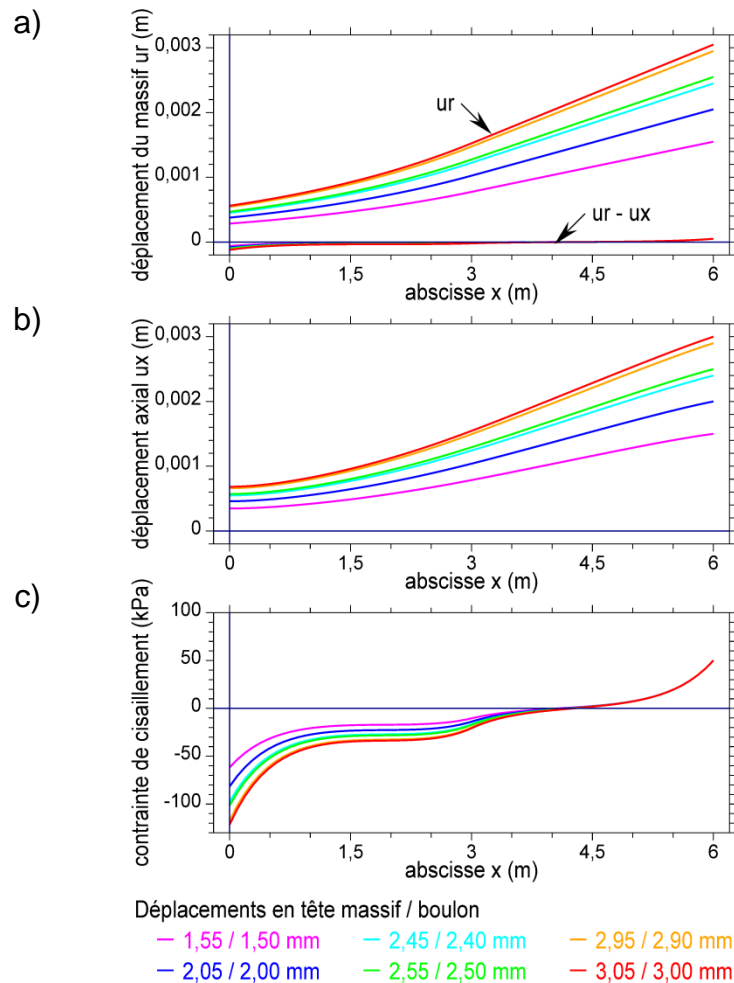 a)
déplacement du massif ur (m)
0,003
0,002
0,001
0
ur
ur - ux
0 1,5 3 4,5 6
abscisse x (m)
b)
déplacement axial ux (m)
0,003
0,002
0,001
0
0 1,5 3 4,5 6
abscisse x (m)
c)
contrainte de cisaillement (kPa)
100
50
0
-50
-100
0 1,5 3 4,5 6
abscisse x (m)
Déplacements en tête massif / boulon
1,55 / 1,50 mm 2,45 / 2,40 mm 2,95 / 2,90 mm
2,05 / 2,00 mm 2,55 / 2,50 mm 3,05 / 3,00 mm